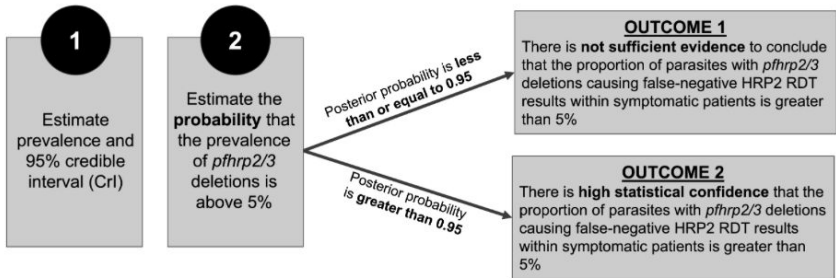 1
Estimate
prevalence and
95% credible
interval (CrI)
2
Estimate the
probability that
the prevalence
of pfhrp2/3
deletions is
above 5%
Posterior probability is less
than or equal to 0.95
Posterior probability
is greater than 0.95
OUTCOME 1
There is not sufficient evidence to conclude
that the proportion of parasites with pfhrp2/3
deletions causing false-negative HRP2 RDT
results within symptomatic patients is greater
than 5%
OUTCOME 2
There is high statistical confidence that the
proportion of parasites with pfhrp2/3 deletions
causing false-negative HRP2 RDT results
within symptomatic patients is greater than
5%